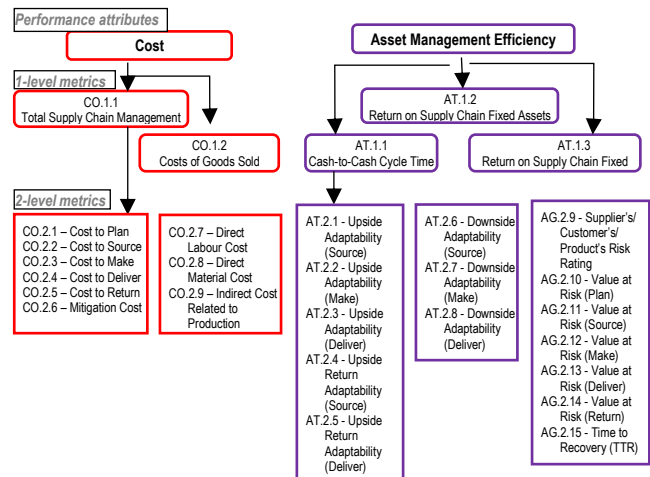 Performance attributes
Cost
Asset Management Efficiency
1-level metrics
CO.1.1
Total Supply Chain Management
AT.1.2
Return on Supply Chain Fixed Assets
CO.1.2
Costs of Goods Sold
AT.1.1
Cash-to-Cash Cycle Time
AT.1.3
Return on Supply Chain Fixed
2-level metrics
CO.2.1 – Cost to Plan
CO.2.2 – Cost to Source
CO.2.3 – Cost to Make
CO.2.4 – Cost to Deliver
CO.2.5 – Cost to Return
CO.2.6 – Mitigation Cost
CO.2.7 – Direct
Labour Cost
CO.2.8 – Direct
Material Cost
CO.2.9 – Indirect Cost
Related to
Production
AT.2.1 - Upside
Adaptability
(Source)
AT.2.2 - Upside
Adaptability
(Make)
AT.2.3 - Upside
Adaptability
(Deliver)
AT.2.4 - Upside
Return
Adaptability
(Source)
AT.2.5 - Upside
Return
Adaptability
(Deliver)
AT.2.6 - Downside
Adaptability
(Source)
AT.2.7 - Downside
Adaptability
(Make)
AT.2.8 - Downside
Adaptability
(Deliver)
AG.2.9 - Supplier's/
Customer's/
Product's Risk
Rating
AG.2.10 - Value at
Risk (Plan)
AG.2.11 - Value at
Risk (Source)
AG.2.12 - Value at
Risk (Make)
AG.2.13 - Value at
Risk (Deliver)
AG.2.14 - Value at
Risk (Return)
AG.2.15 - Time to
Recovery (TTR)